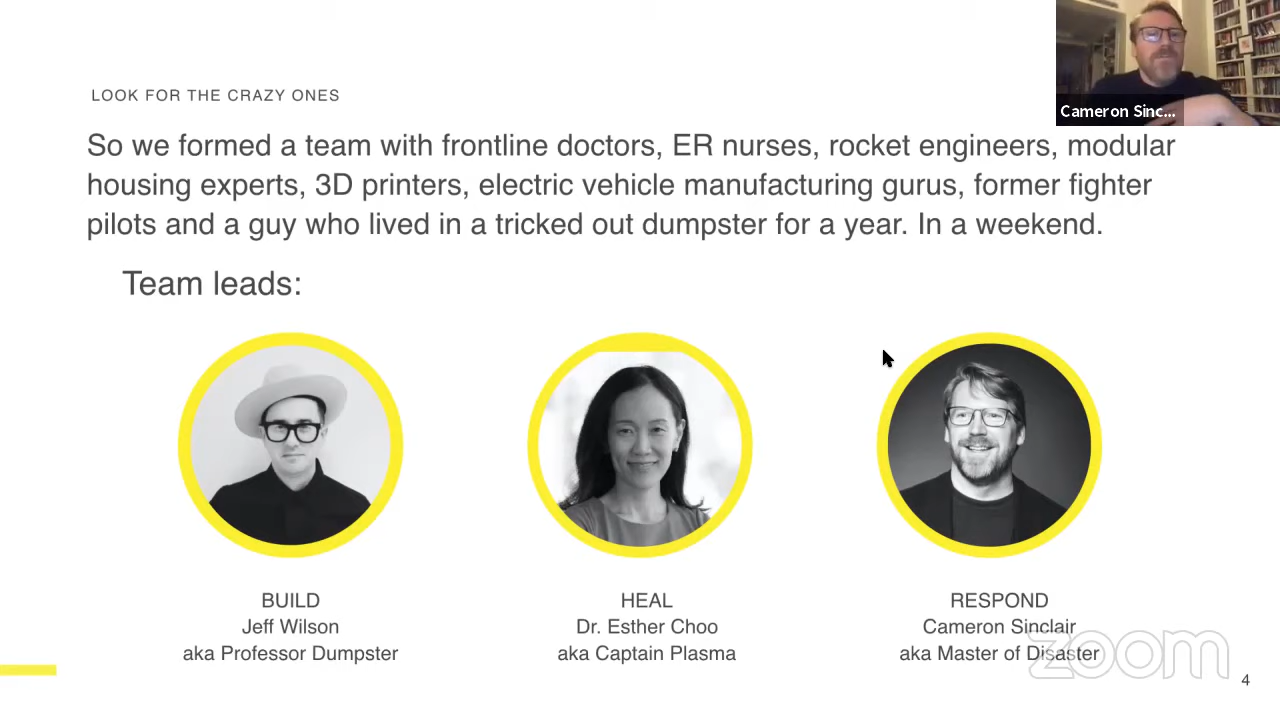 Cameron Sinc...
LOOK FOR THE CRAZY ONES
So we formed a team with frontline doctors, ER nurses, rocket engineers, modular
housing experts, 3D printers, electric vehicle manufacturing gurus, former fighter
pilots and a guy who lived in a tricked out dumpster for a year. In a weekend.
Team leads:
BUILD
Jeff Wilson
aka Professor Dumpster
HEAL
Dr. Esther Choo
aka Captain Plasma
RESPOND
Cameron Sinclair
aka Master of Disaster
zoom
4